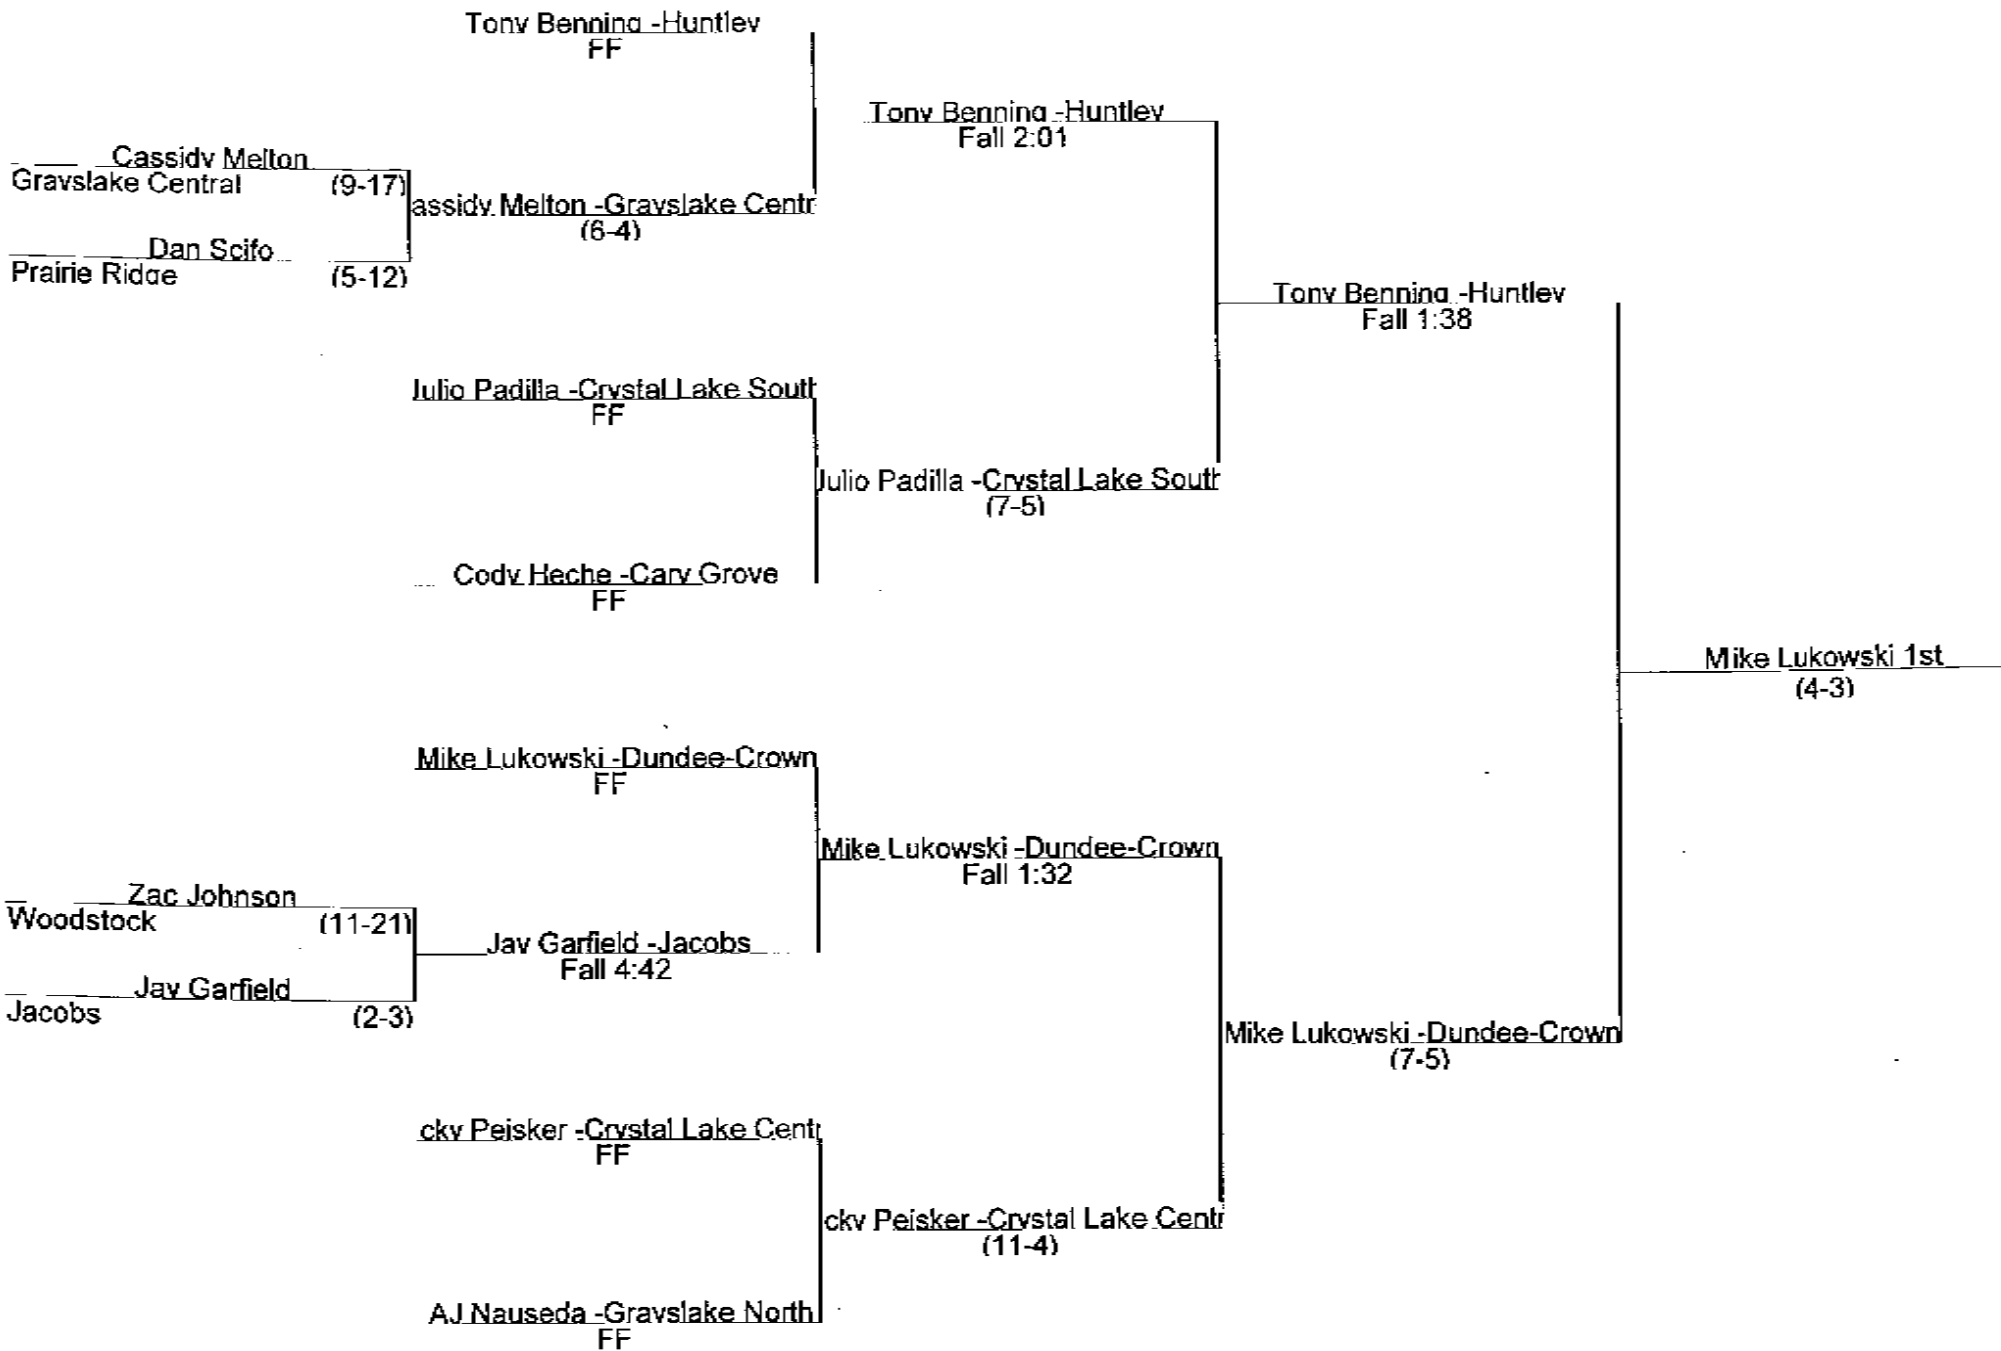 Tony Benning -Huntley
FF
Tony Benning -Huntley
Fall 2:01
Cassidy Melton
Grayslake Central (9-17)
assidy Melton -Grayslake Centr
(6-4)
Dan Scifo
Prairie Ridge (5-12)
Tony Benning -Huntley
Fall 1:38
Julio Padilla -Crystal Lake South
FF
Julio Padilla -Crystal Lake South
(7-5)
Cody Heche -Cary Grove
FF
Mike Lukowski 1st
(4-3)
Mike Lukowski -Dundee-Crown
FF
Mike Lukowski -Dundee-Crown
Fall 1:32
Zac Johnson
Woodstock (11-21)
Jay Garfield -Jacobs
Fall 4:42
Jay Garfield
Jacobs (2-3)
Mike Lukowski -Dundee-Crown
(7-5)
cky Peisker -Crystal Lake Centr
FF
cky Peisker -Crystal Lake Centr
(11-4)
AJ Nauseda -Grayslake North
FF